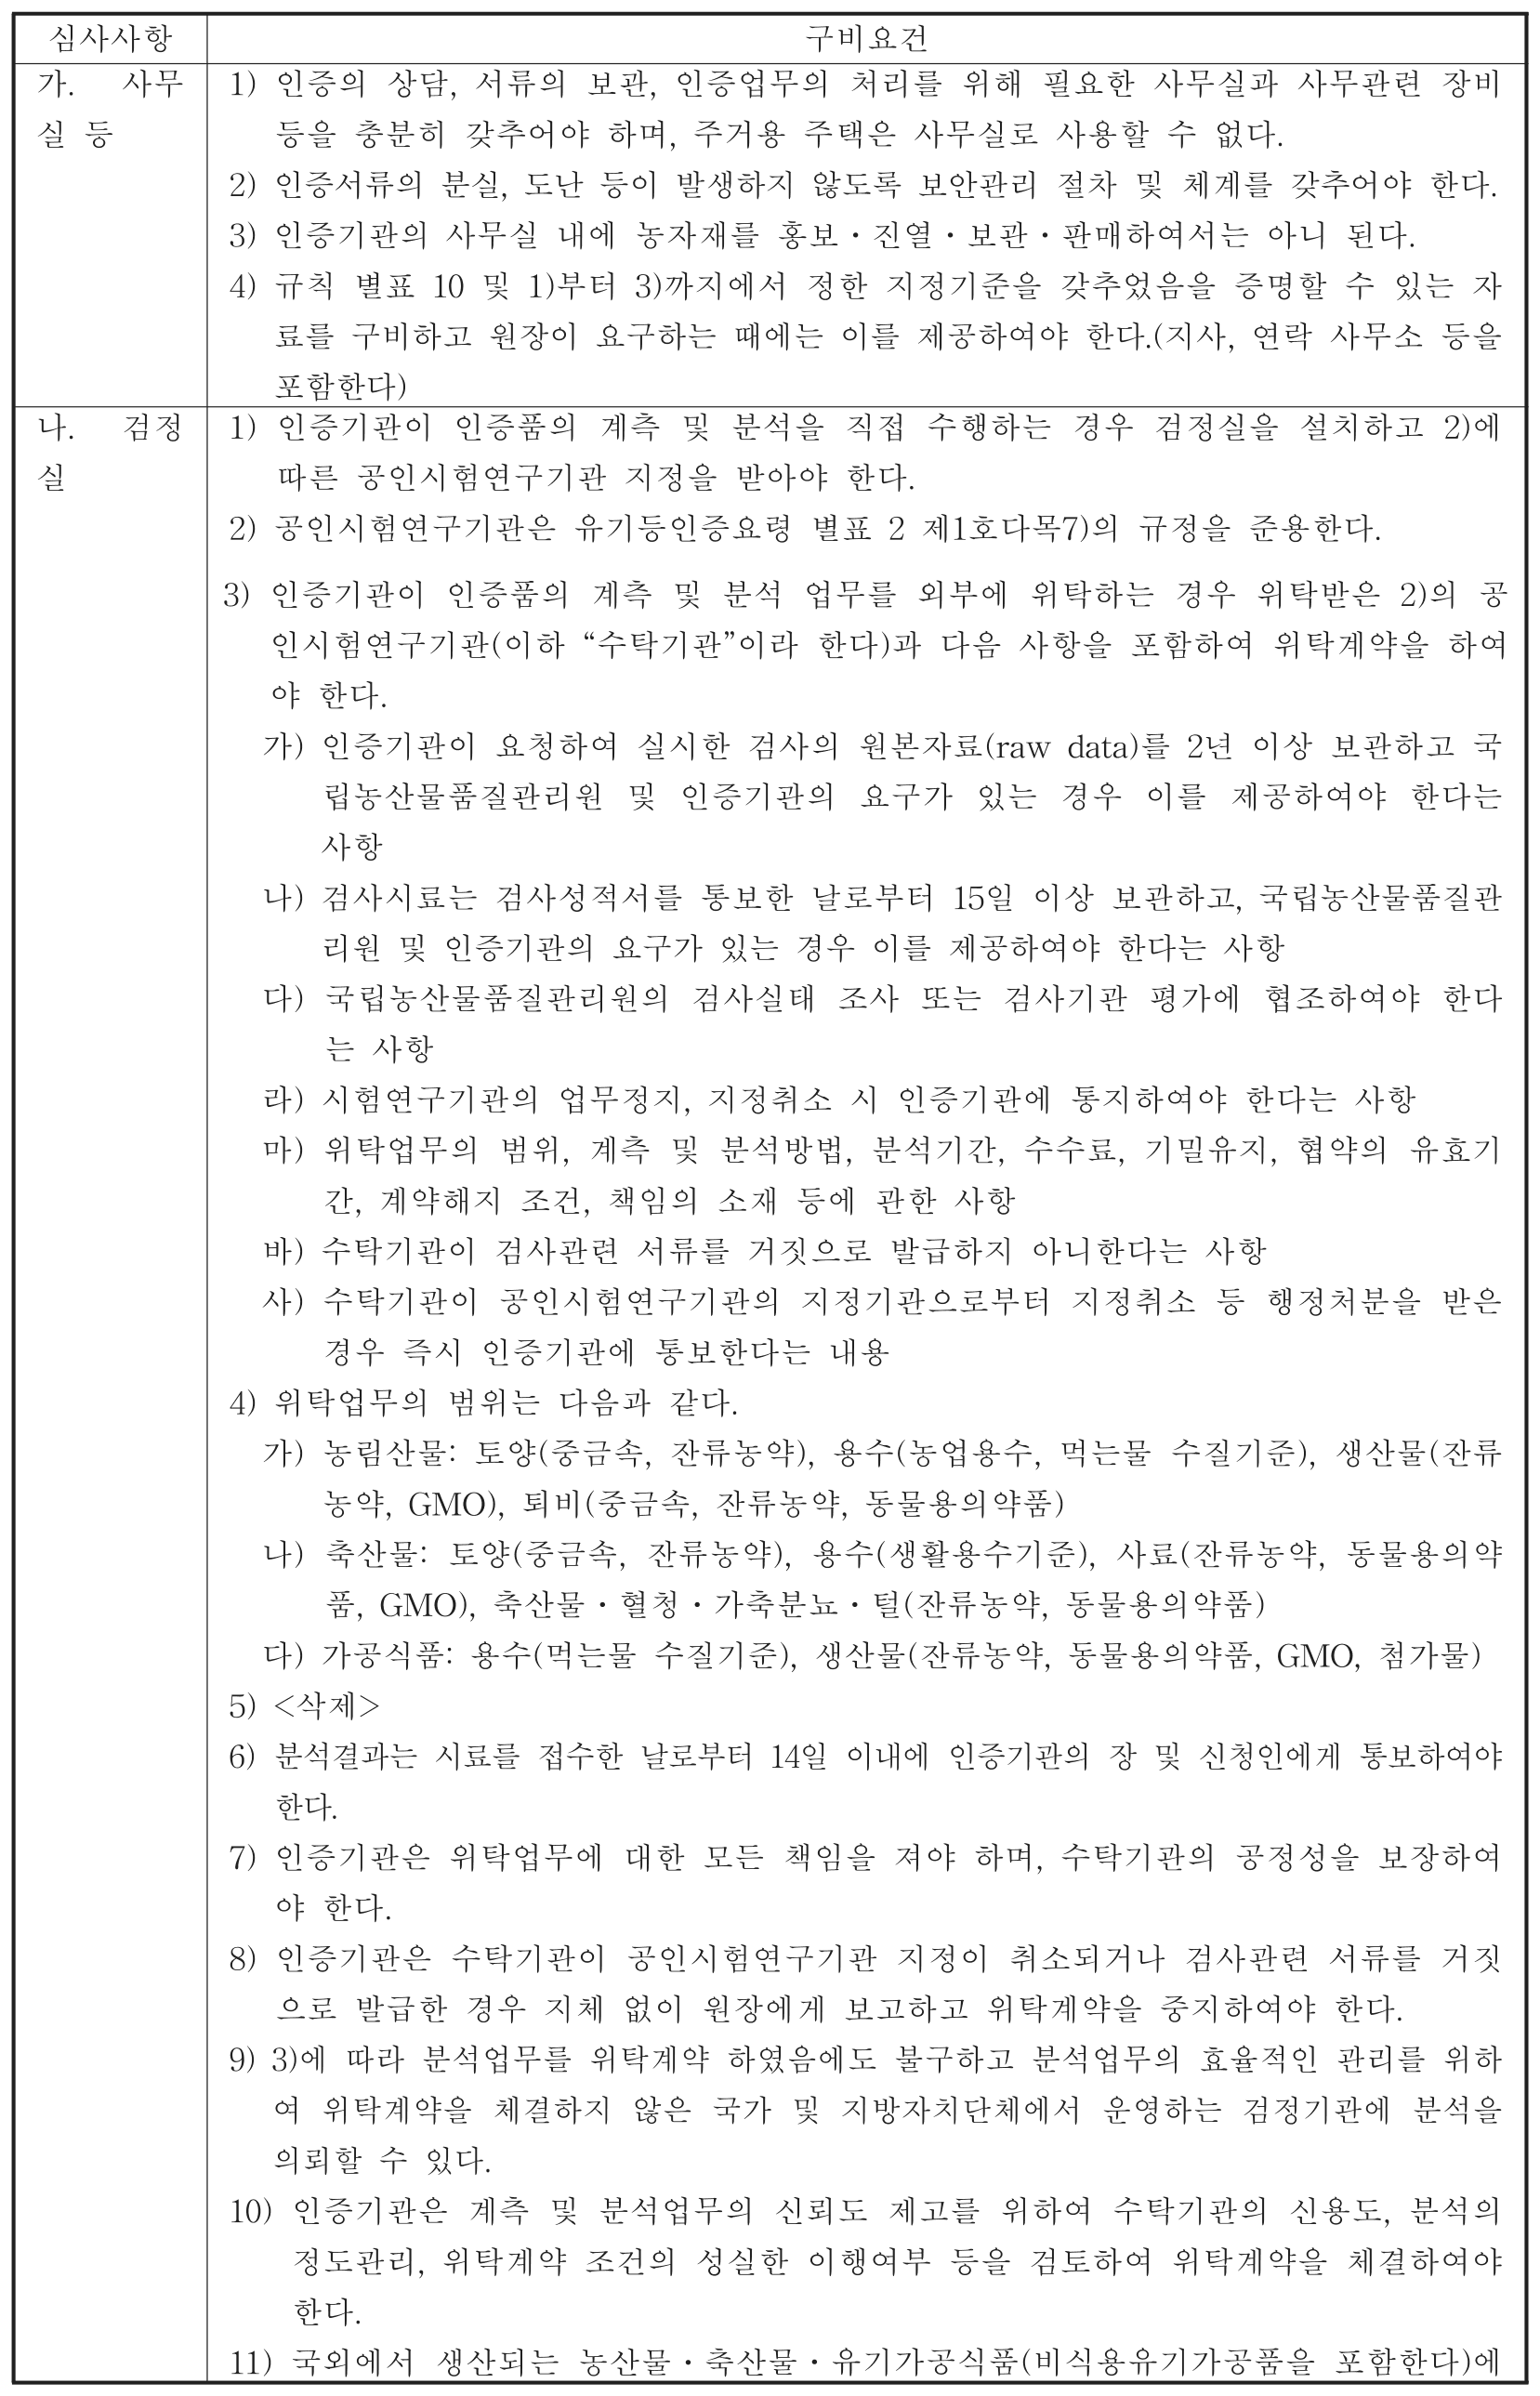 심사사항 구비요건
가. 사무 1) 인증의 상담, 서류의 보관, 인증업무의 처리를 위해 필요한 사무실과 사무관련 장비
실 등 등을 충분히 갖추어야 하며, 주거용 주택은 사무실로 사용할 수 없다.
2) 인증서류의 분실, 도난 등이 발생하지 않도록 보안관리 절차 및 체계를 갖추어야 한다.
3) 인증기관의 사무실 내에 농자재를 홍보·진열·보관·판매하여서는 아니 된다.
4) 규칙 별표 10 및 1)부터 3)까지에서 정한 지정기준을 갖추었음을 증명할 수 있는 자
료를 구비하고 원장이 요구하는 때에는 이를 제공하여야 한다.(지사, 연락 사무소 등을
포함한다)
나. 검정 1) 인증기관이 인증품의 계측 및 분석을 직접 수행하는 경우 검정실을 설치하고 2)에
실 따른 공인시험연구기관 지정을 받아야 한다.
2) 공인시험연구기관은 유기등인증요령 별표 2 제1호다목7)의 규정을 준용한다.
3) 인증기관이 인증품의 계측 및 분석 업무를 외부에 위탁하는 경우 위탁받은 2)의 공
인시험연구기관(이하 “수탁기관”이라 한다)과 다음 사항을 포함하여 위탁계약을 하여
야 한다.
가) 인증기관이 요청하여 실시한 검사의 원본자료(raw data)를 2년 이상 보관하고 국
립농산물품질관리원 및 인증기관의 요구가 있는 경우 이를 제공하여야 한다는
사항
나) 검사시료는 검사성적서를 통보한 날로부터 15일 이상 보관하고, 국립농산물품질관
리원 및 인증기관의 요구가 있는 경우 이를 제공하여야 한다는 사항
다) 국립농산물품질관리원의 검사실태 조사 또는 검사기관 평가에 협조하여야 한다
는 사항
라) 시험연구기관의 업무정지, 지정취소 시 인증기관에 통지하여야 한다는 사항
마) 위탁업무의 범위, 계측 및 분석방법, 분석기간, 수수료, 기밀유지, 협약의 유효기
간, 계약해지 조건, 책임의 소재 등에 관한 사항
바) 수탁기관이 검사관련 서류를 거짓으로 발급하지 아니한다는 사항
사) 수탁기관이 공인시험연구기관의 지정기관으로부터 지정취소 등 행정처분을 받은
경우 즉시 인증기관에 통보한다는 내용
4) 위탁업무의 범위는 다음과 같다.
가) 농림산물: 토양(중금속, 잔류농약), 용수(농업용수, 먹는물 수질기준), 생산물(잔류
농약, GMO), 퇴비(중금속, 잔류농약, 동물용의약품)
나) 축산물: 토양(중금속, 잔류농약), 용수(생활용수기준), 사료(잔류농약, 동물용의약
품, GMO), 축산물·혈청·가축분뇨·털(잔류농약, 동물용의약품)
다) 가공식품: 용수(먹는물 수질기준), 생산물(잔류농약, 동물용의약품, GMO, 첨가물)
5) <삭제>
6) 분석결과는 시료를 접수한 날로부터 14일 이내에 인증기관의 장 및 신청인에게 통보하여야
한다.
7) 인증기관은 위탁업무에 대한 모든 책임을 져야 하며, 수탁기관의 공정성을 보장하여
야 한다.
8) 인증기관은 수탁기관이 공인시험연구기관 지정이 취소되거나 검사관련 서류를 거짓
으로 발급한 경우 지체 없이 원장에게 보고하고 위탁계약을 중지하여야 한다.
9) 3)에 따라 분석업무를 위탁계약 하였음에도 불구하고 분석업무의 효율적인 관리를 위하
여 위탁계약을 체결하지 않은 국가 및 지방자치단체에서 운영하는 검정기관에 분석을
의뢰할 수 있다.
10) 인증기관은 계측 및 분석업무의 신뢰도 제고를 위하여 수탁기관의 신용도, 분석의
정도관리, 위탁계약 조건의 성실한 이행여부 등을 검토하여 위탁계약을 체결하여야
한다.
11) 국외에서 생산되는 농산물·축산물·유기가공식품(비식용유기가공품을 포함한다)에